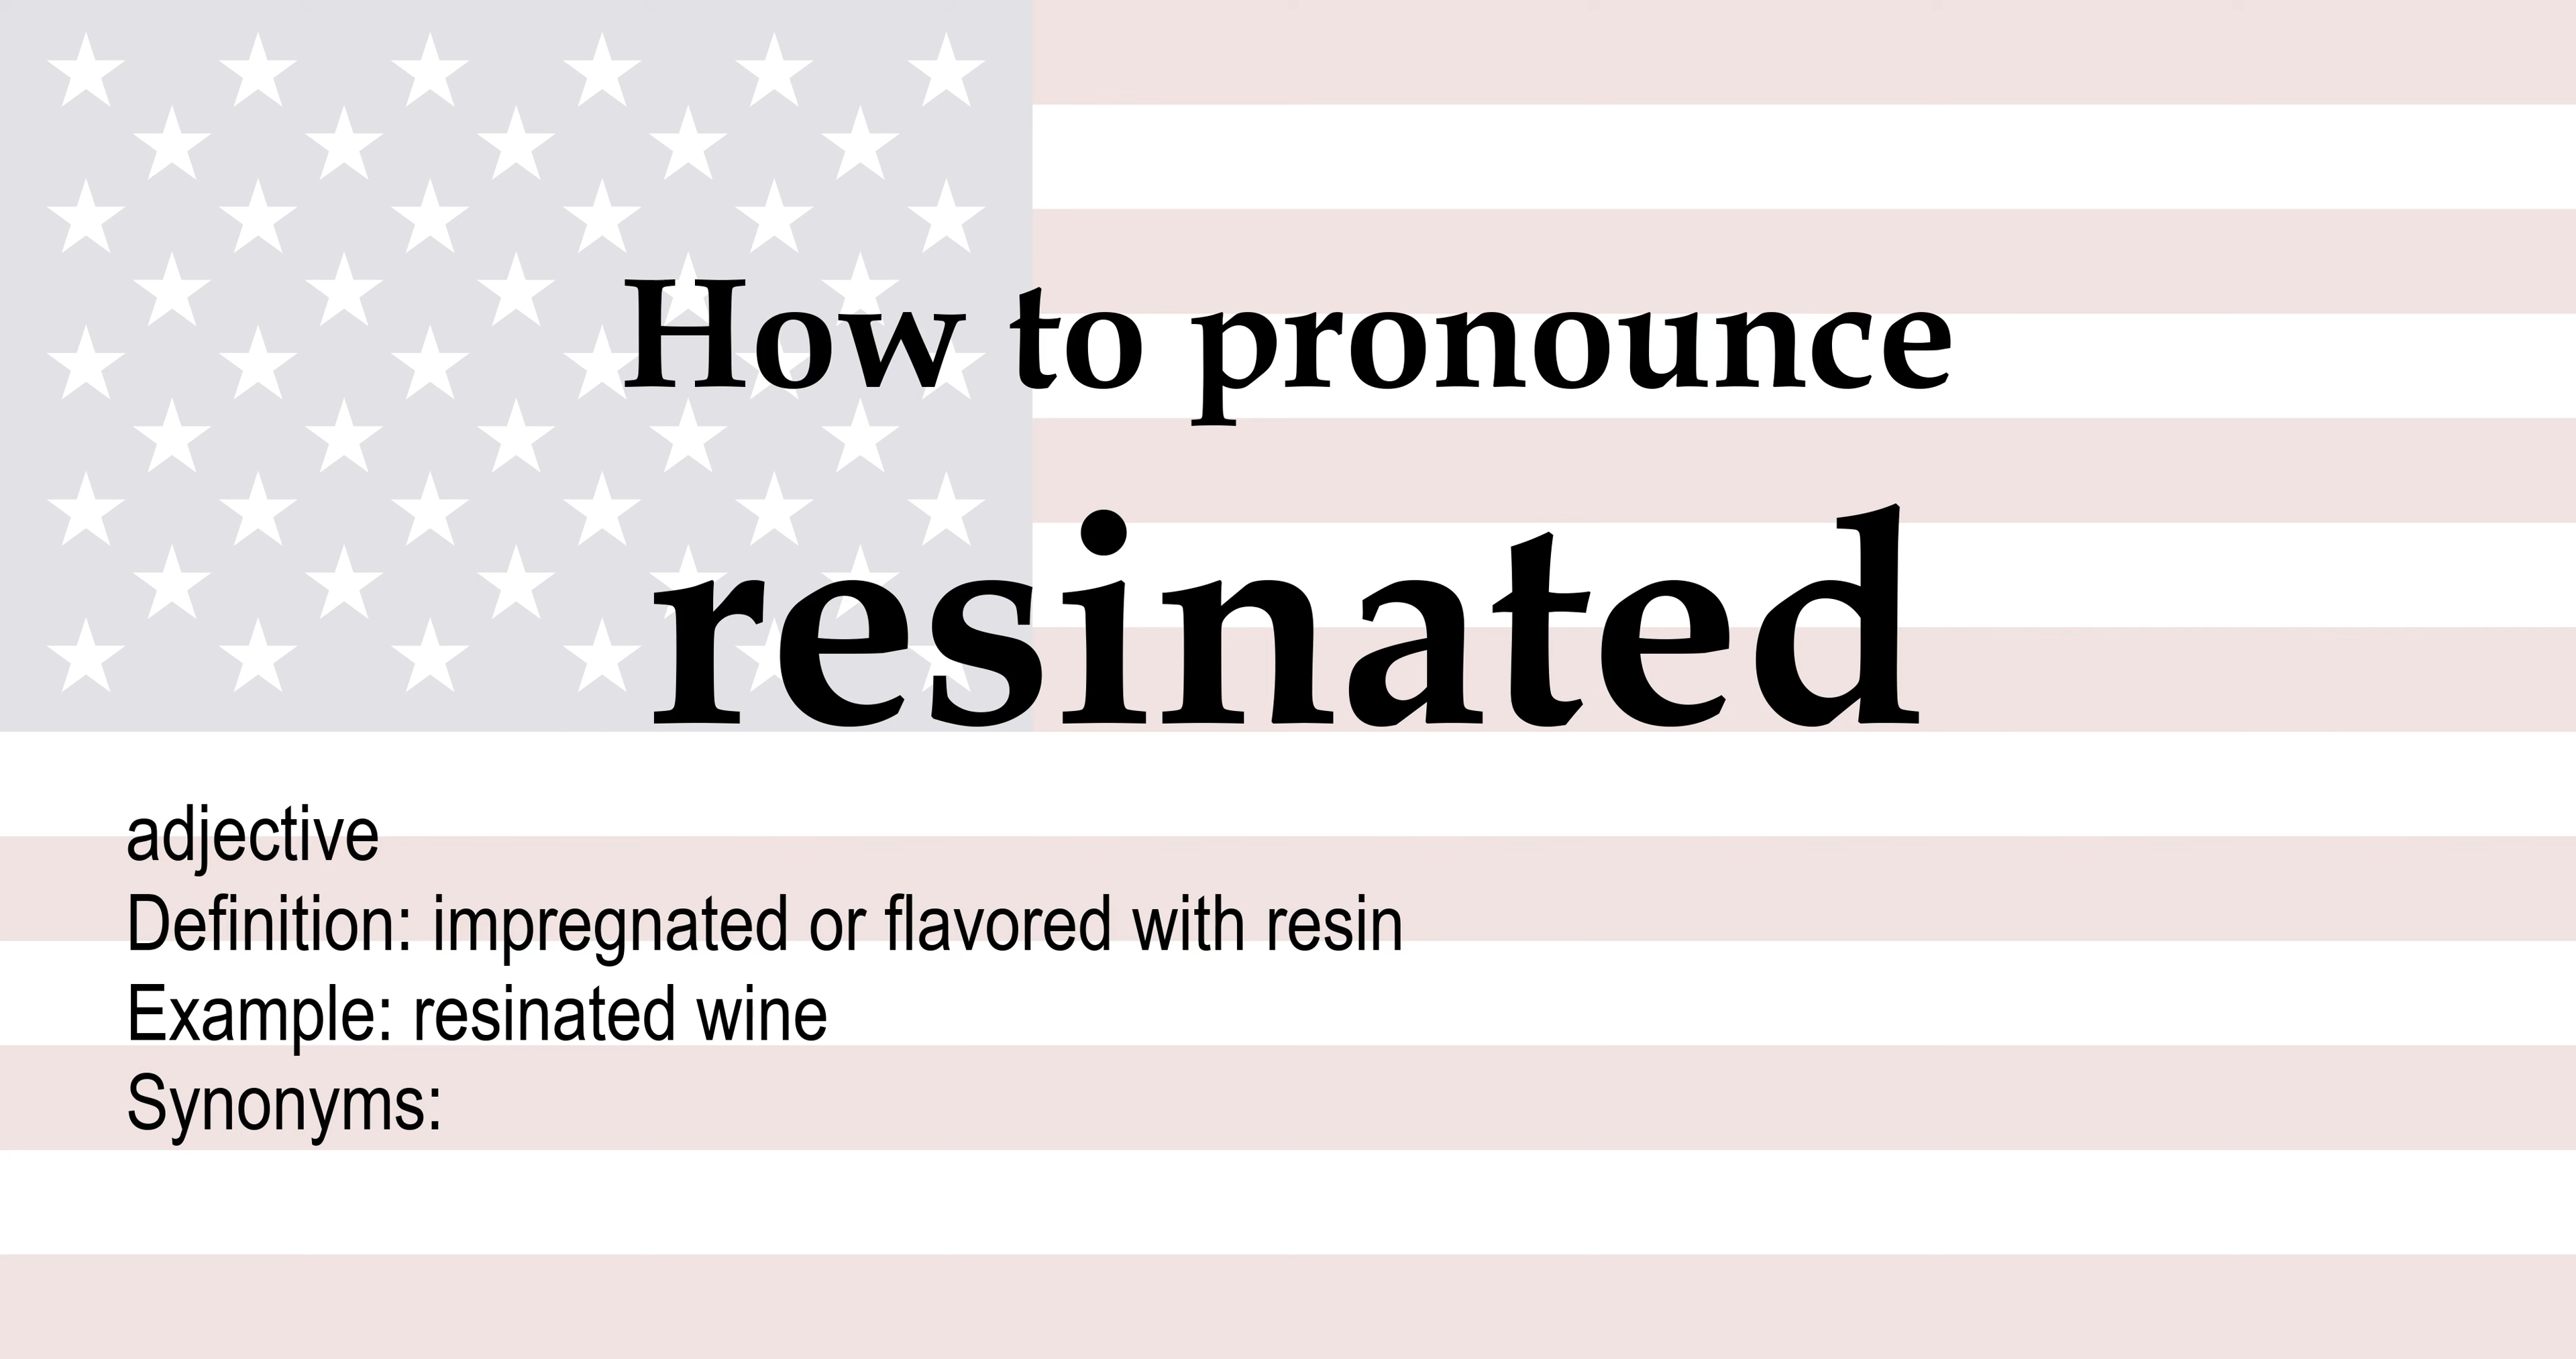 How to pronounce
resinated
adjective
Definition: impregnated or flavored with resin
Example: resinated wine
Synonyms: